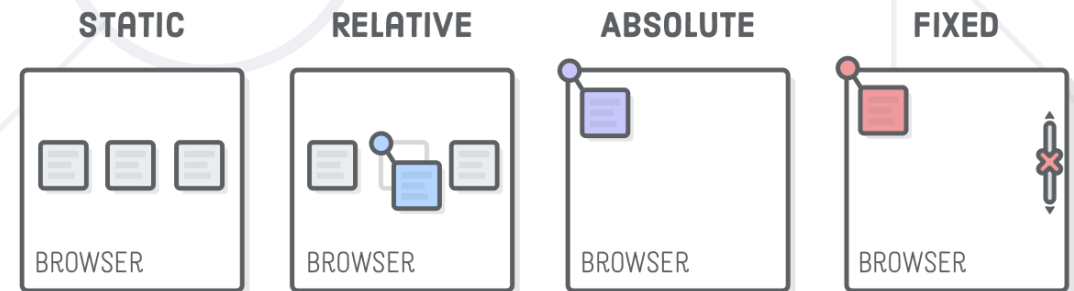 STATIC
RELATIVE
ABSOLUTE
FIXED
BROWSER
BROWSER
BROWSER
BROWSER